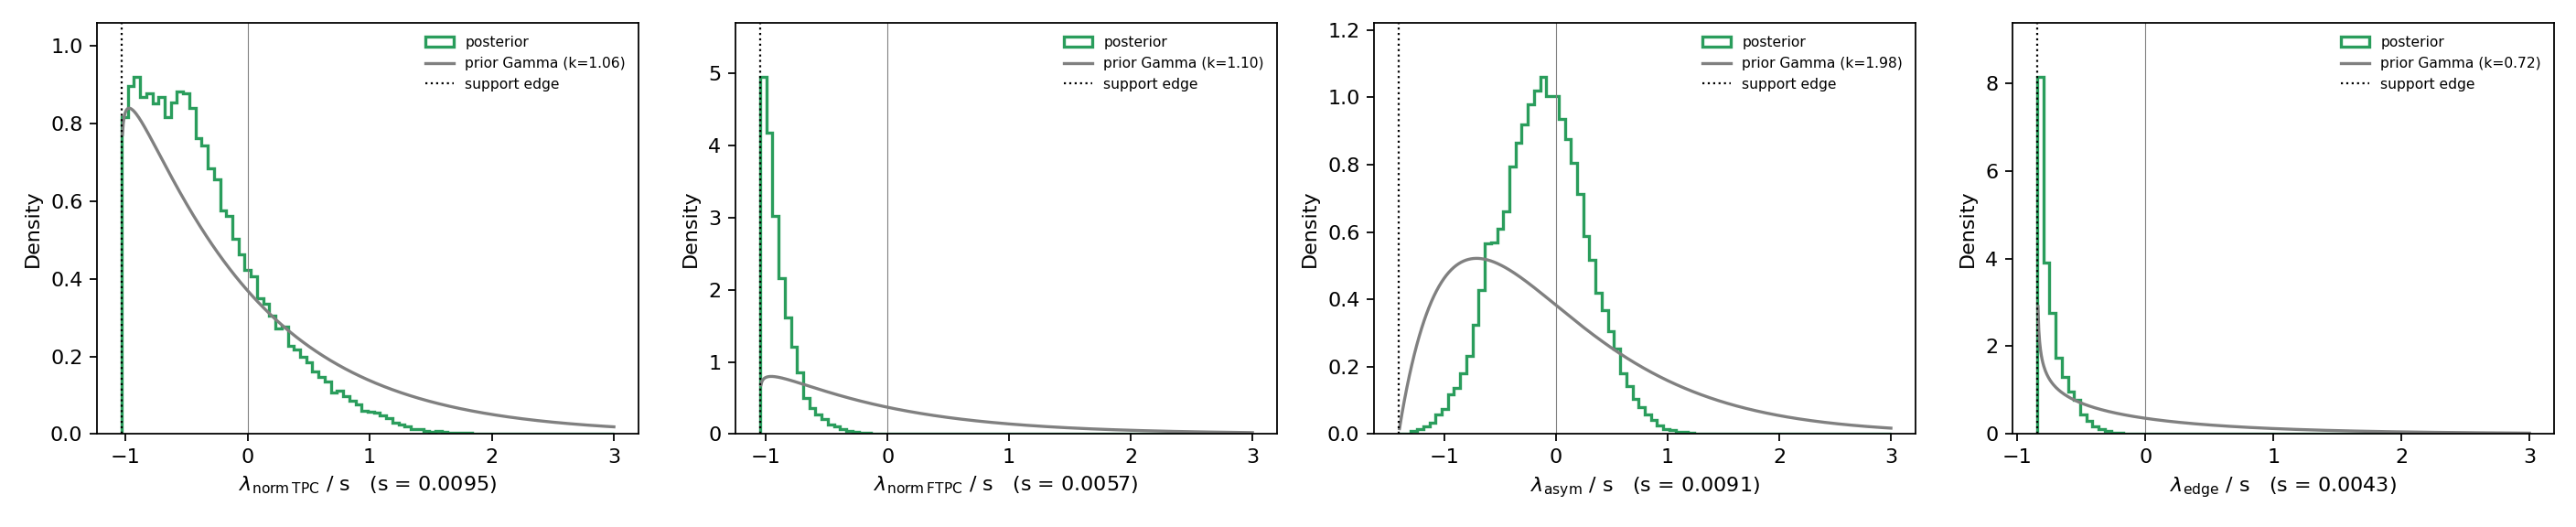 posterior
prior Gamma (k=1.06)
support edge
Density
1.0
0.8
0.6
0.4
0.2
0.0
−1 0 1 2 3
λnorm TPC / s (s = 0.0095)
posterior
prior Gamma (k=1.10)
support edge
Density
5
4
3
2
1
0
−1 0 1 2 3
λnorm FTPC / s (s = 0.0057)
posterior
prior Gamma (k=1.98)
support edge
Density
1.2
1.0
0.8
0.6
0.4
0.2
0.0
−1 0 1 2 3
λasym / s (s = 0.0091)
posterior
prior Gamma (k=0.72)
support edge
Density
8
6
4
2
0
−1 0 1 2 3
λedge / s (s = 0.0043)